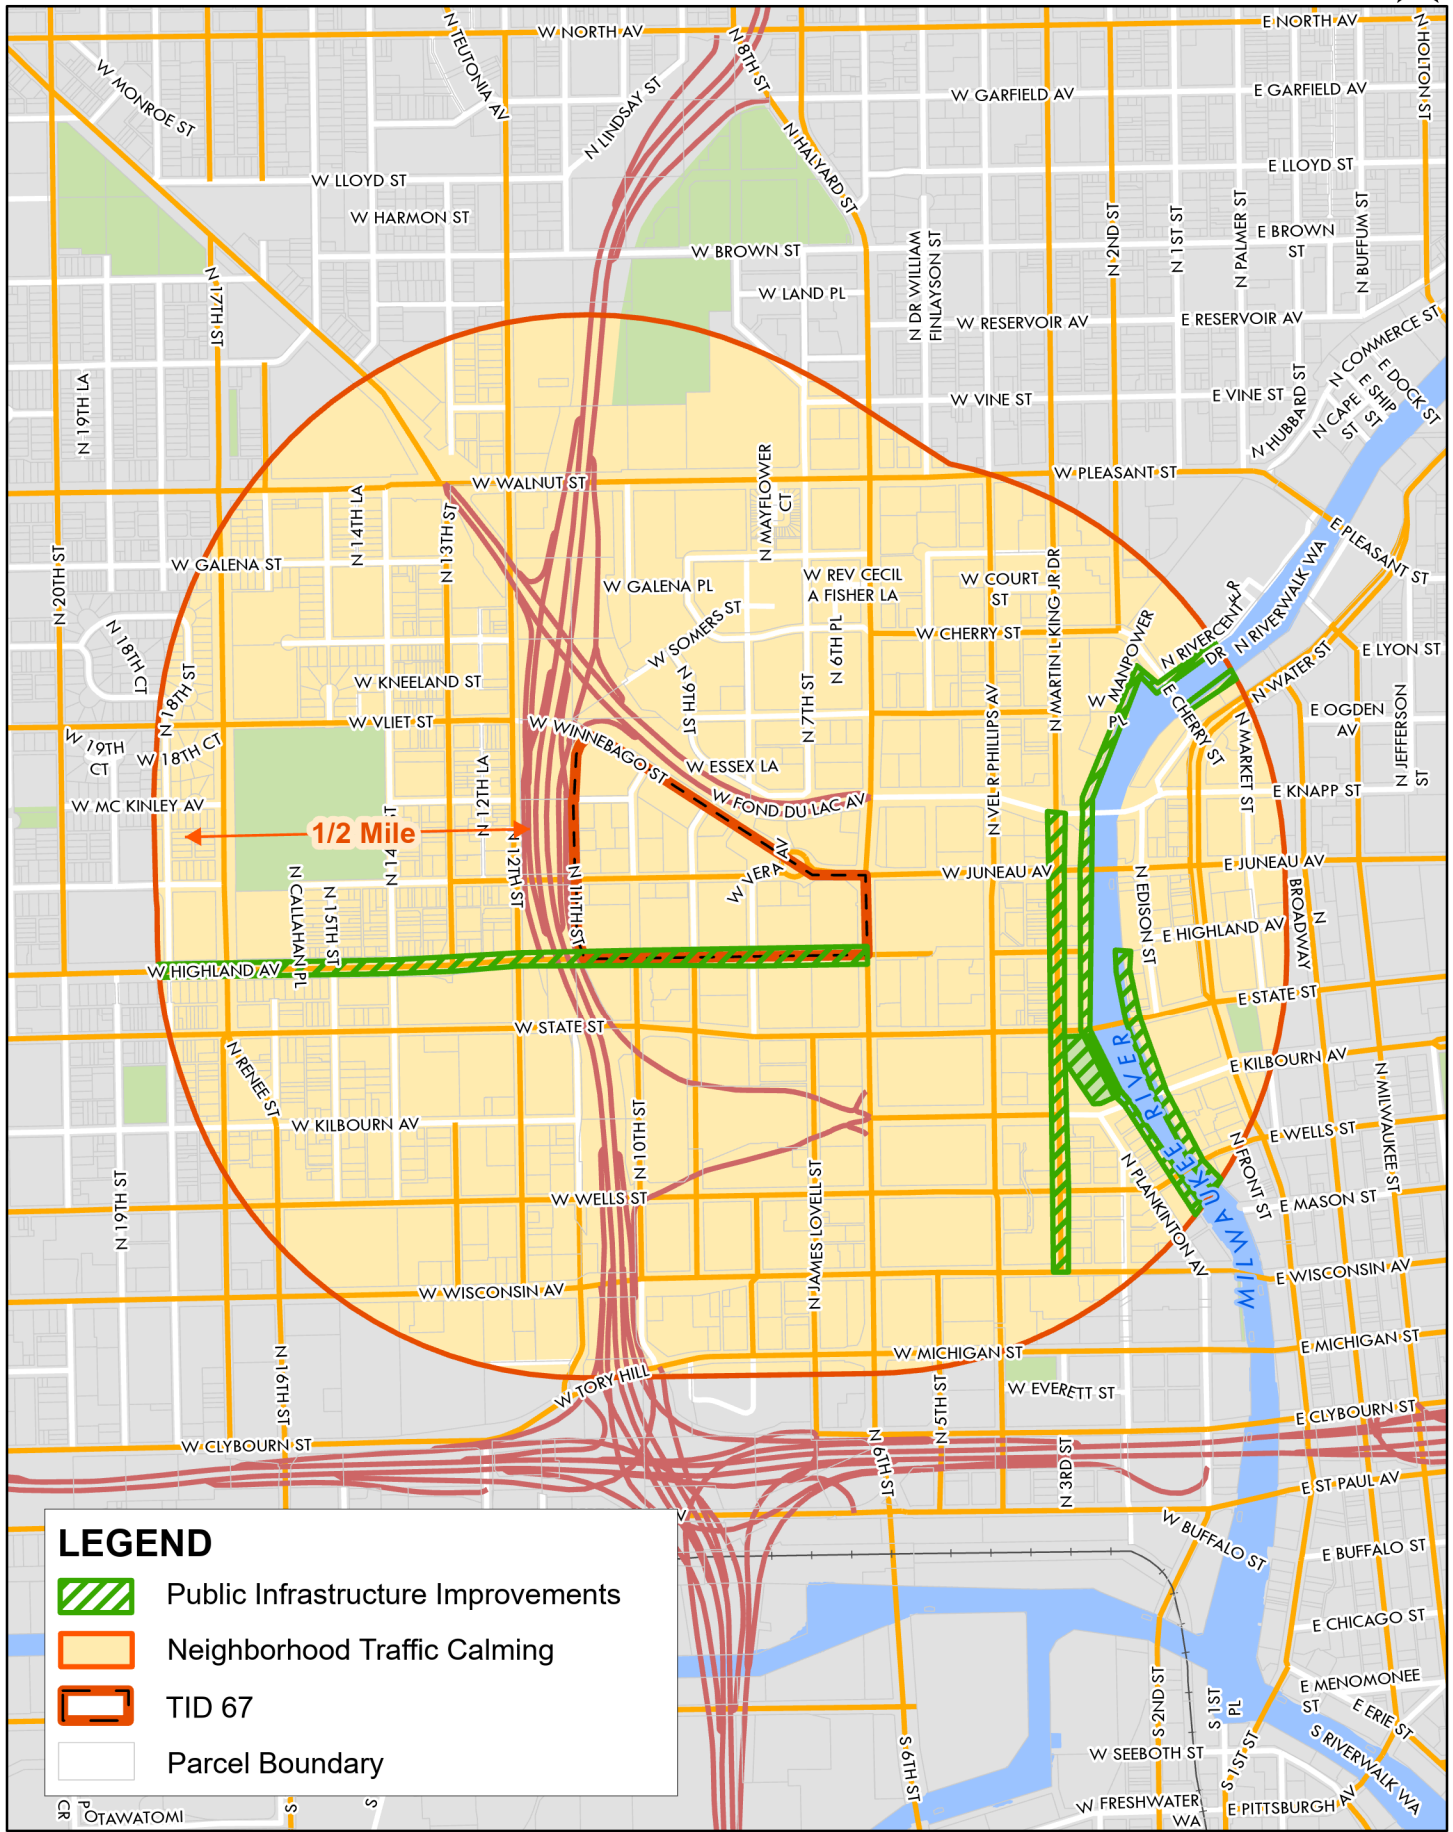 W NORTH AV
E NORTH AV
N HOLTON ST
N TEUTONIA AV
N 8TH ST
W MONROE ST
N LINDSAY ST
W GARFIELD AV
E GARFIELD AV
N HALYARD ST
W LLOYD ST
E LLOYD ST
W HARMON ST
N DR WILLIAM
FINLAYSON ST
N 2ND ST
N 1ST ST
N PALMER ST
E BROWN
ST
N BUFFUM ST
W BROWN ST
N 17TH ST
W LAND PL
W RESERVOIR AV
E RESERVOIR AV
N COMMERCE ST
E DOCK ST
E SHIP
ST
N CAPE
ST
N HUBBARD ST
N 19TH LA
W VINE ST
E VINE ST
W WALNUT ST
W PLEASANT ST
E PLEASANT ST
N 14TH LA
N 13TH ST
N MAYFLOWER
CT
N 20TH ST
W GALENA ST
W GALENA PL
W REV CECIL
A FISHER LA
W COURT
ST
N MARTIN L KING JR DR
N RIVERWALK WA
N RIVERCENTER
DR
N 18TH CT
W SOMERS ST
N 6TH PL
W CHERRY ST
W MANPOWER
PL
E LYON ST
N WATER ST
N 18TH ST
W KNEELAND ST
N 9TH ST
N 7TH ST
N VEL R PHILLIPS AV
E CHERRY ST
N MARKET ST
E OGDEN
AV
N JEFFERSON
ST
W VLIET ST
W WINNEBAGO ST
W 19TH
CT
W 18TH CT
W ESSEX LA
N 12TH LA
W MC KINLEY AV
W FOND DU LAC AV
E KNAPP ST
1/2 Mile
N 12TH ST
W VERA AV
W JUNEAU AV
E JUNEAU AV
N CALLAHAN PL
N 15TH ST
N 11TH ST
N EDISON ST
N
BROADWAY
E HIGHLAND AV
W HIGHLAND AV
E STATE ST
W STATE ST
N RENEE ST
E KILBOURN AV
W KILBOURN AV
N 10TH ST
MILWAUKEE RIVER
N MILWAUKEE ST
E WELLS ST
N 19TH ST
N JAMES LOVELL ST
N PLANKINTON AV
N FRONT ST
W WELLS ST
E MASON ST
W WISCONSIN AV
E WISCONSIN AV
N 16TH ST
W MICHIGAN ST
E MICHIGAN ST
W TORY HILL
N 5TH ST
W EVERETT ST
E CLYBOURN ST
W CLYBOURN ST
N 6TH ST
N 3RD ST
E ST PAUL AV
W BUFFALO ST
E BUFFALO ST
LEGEND
Public Infrastructure Improvements
Neighborhood Traffic Calming
TID 67
Parcel Boundary
E CHICAGO ST
S 2ND ST
S 1ST
PL
E MENOMONEE
ST
E ERIE ST
S RIVERWALK WA
S 6TH ST
W SEEBOTH ST
S 1ST ST
W FRESHWATER
WA
E PITTSBURGH AV
CR
POTAWATOMI
S
S